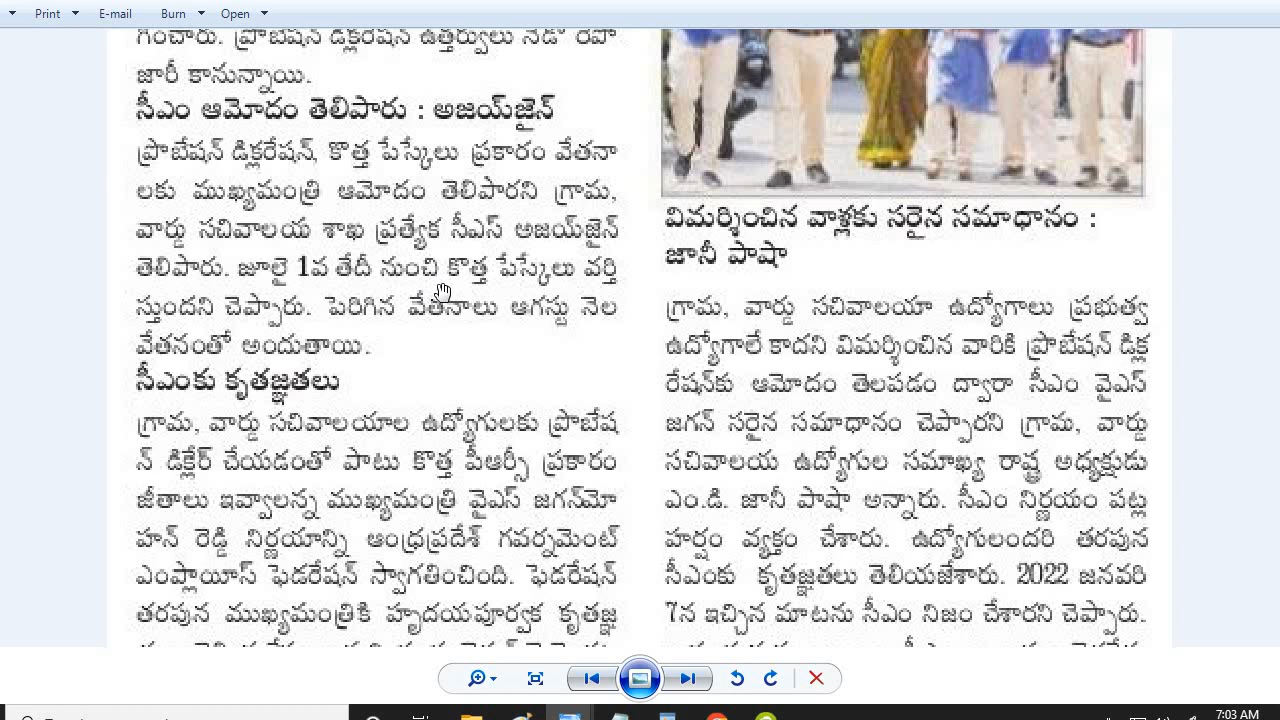 Print
E-mail
Burn
Open
గించారు. ప్రొబేషన్ డిక్లరేషన్ ఉత్తర్వులు నేడో రేపో
జారీ కానున్నాయి.
సీఎం ఆమోదం తెలిపారు : అజయ్‌జైన్
ప్రొబేషన్ డిక్లరేషన్, కొత్త పేస్కేలు ప్రకారం వేతనా
లకు ముఖ్యమంత్రి ఆమోదం తెలిపారని గ్రామ,
వార్డు సచివాలయ శాఖ ప్రత్యేక సీఎస్ అజయ్‌జైన్
తెలిపారు. జూలై 1వ తేదీ నుంచి కొత్త పేస్కేలు వర్తి
స్తుందని చెప్పారు. పెరిగిన వేతనాలు ఆగస్టు నెల
వేతనంతో అందుతాయి.
సీఎంకు కృతజ్ఞతలు
గ్రామ, వార్డు సచివాలయాల ఉద్యోగులకు ప్రొబేష
న్ డిక్లేర్ చేయడంతో పాటు కొత్త పీఆర్సీ ప్రకారం
జీతాలు ఇవ్వాలన్న ముఖ్యమంత్రి వైఎస్ జగన్‌మో
హన్ రెడ్డి నిర్ణయాన్ని ఆంధ్రప్రదేశ్ గవర్నమెంట్
ఎంప్లాయీస్ ఫెడరేషన్ స్వాగతించింది. ఫెడరేషన్
తరపున ముఖ్యమంత్రికి హృదయపూర్వక కృతజ్ఞ
విమర్శించిన వాళ్లకు సరైన సమాధానం :
జానీ పాషా
గ్రామ, వార్డు సచివాలయా ఉద్యోగాలు ప్రభుత్వ
ఉద్యోగాలే కాదని విమర్శించిన వారికి ప్రొబేషన్ డిక్ల
రేషన్‌కు ఆమోదం తెలపడం ద్వారా సీఎం వైఎస్
జగన్ సరైన సమాధానం చెప్పారని గ్రామ, వార్డు
సచివాలయ ఉద్యోగుల సమాఖ్య రాష్ట్ర అధ్యక్షుడు
ఎం.డి. జానీ పాషా అన్నారు. సీఎం నిర్ణయం పట్ల
హర్షం వ్యక్తం చేశారు. ఉద్యోగులందరి తరపున
సీఎంకు కృతజ్ఞతలు తెలియజేశారు. 2022 జనవరి
7న ఇచ్చిన మాటను సీఎం నిజం చేశారని చెప్పారు.
7:03 AM